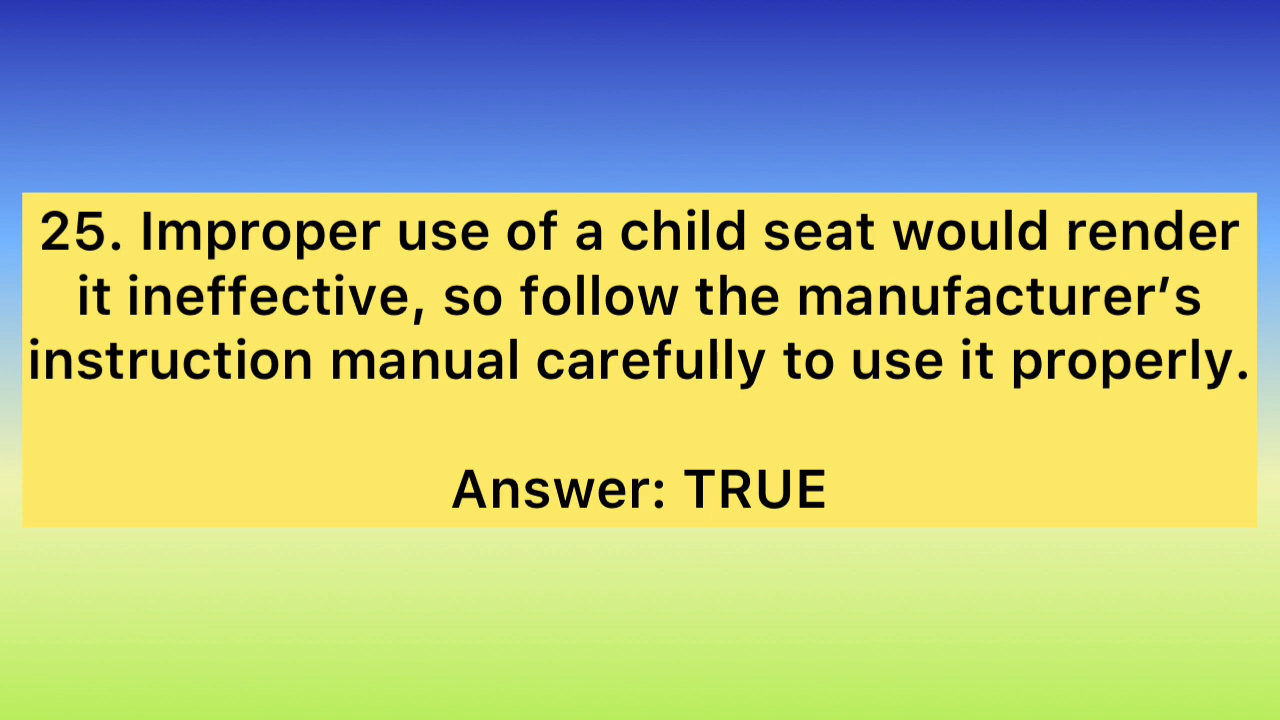 25. Improper use of a child seat would render
it ineffective, so follow the manufacturer’s
instruction manual carefully to use it properly.
Answer: TRUE